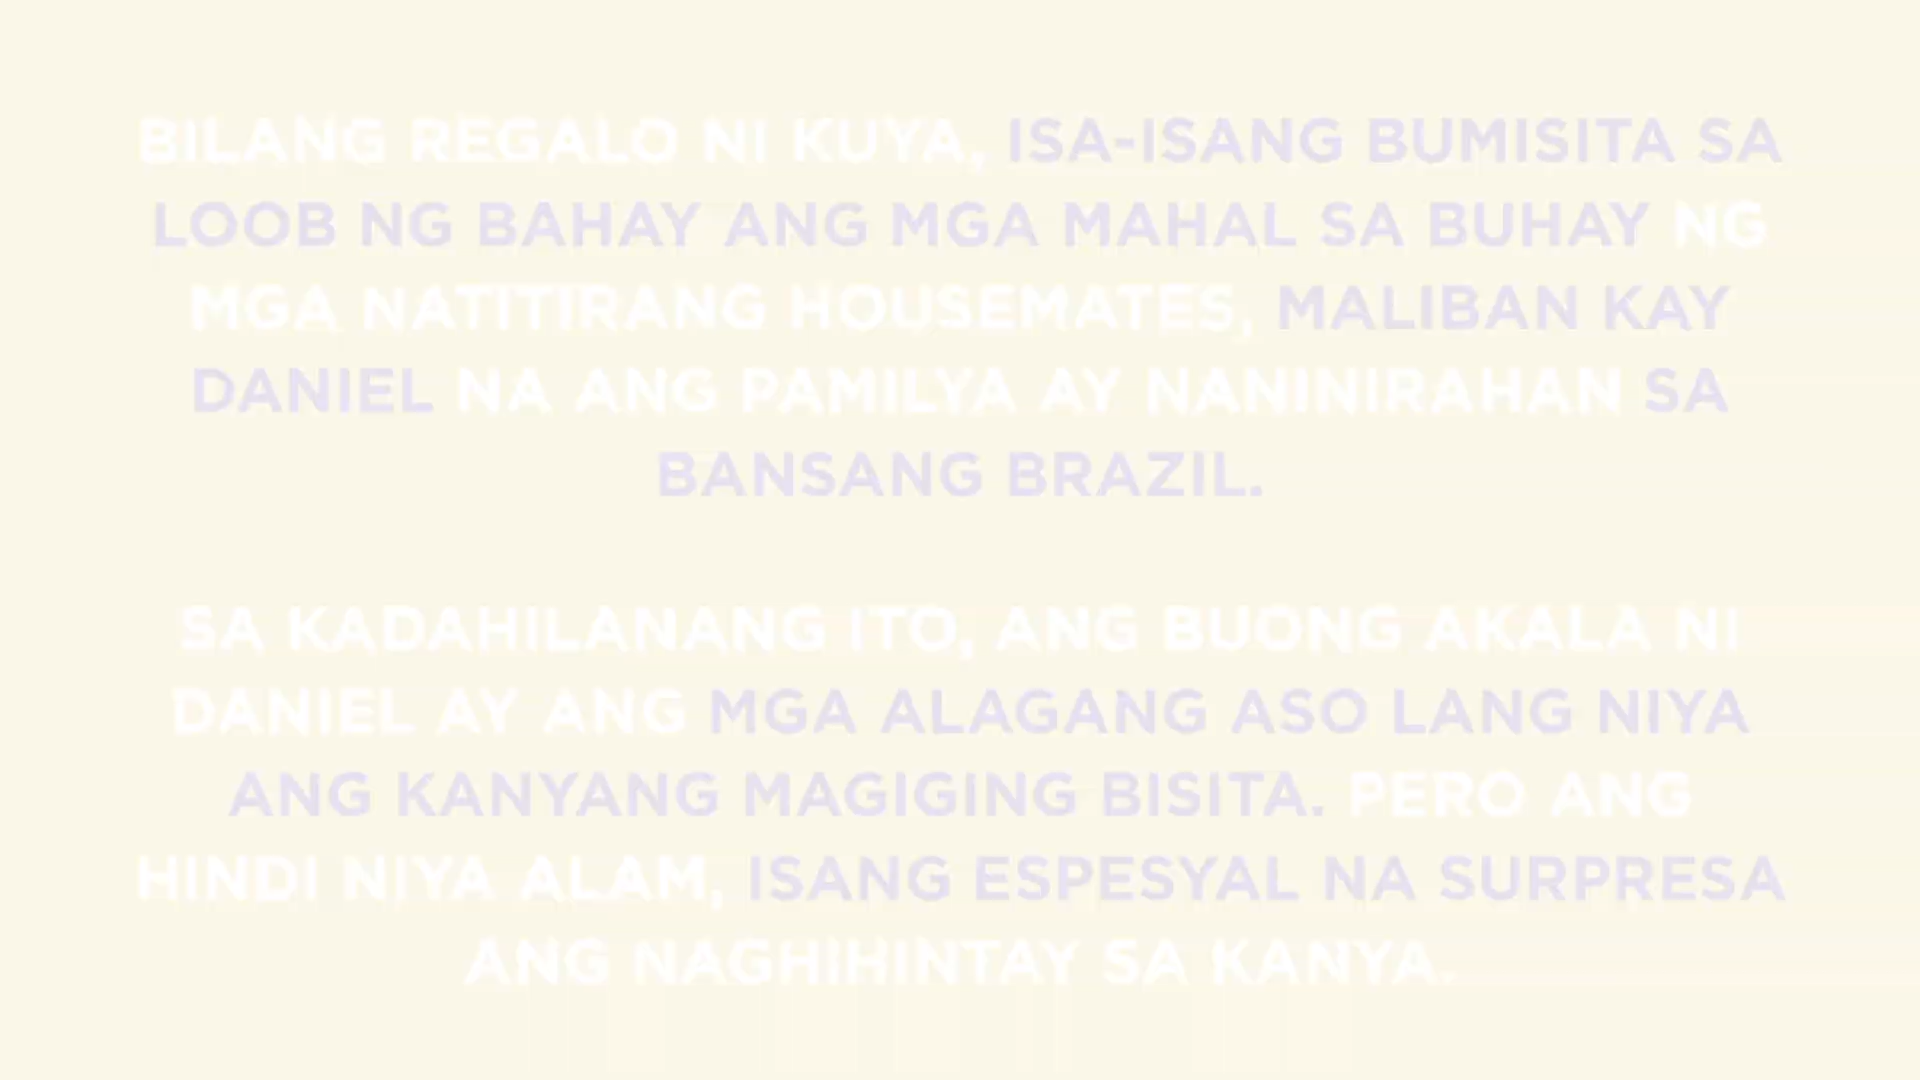 BILANG REGALO NI KUYA, ISA-ISANG BUMISITA SA
LOOB NG BAHAY ANG MGA MAHAL SA BUHAY NG
MGA NATITIRANG HOUSEMATES, MALIBAN KAY
DANIEL NA ANG PAMILYA AY NANINIRAHAN SA
BANSANG BRAZIL.
SA KADAHILANANG ITO, ANG BUONG AKALA NI
DANIEL AY ANG MGA ALAGANG ASO LANG NIYA
ANG KANYANG MAGIGING BISITA. PERO ANG
HINDI NIYA ALAM, ISANG ESPESYAL NA SURPRESA
ANG NAGHIHINTAY SA KANYA.